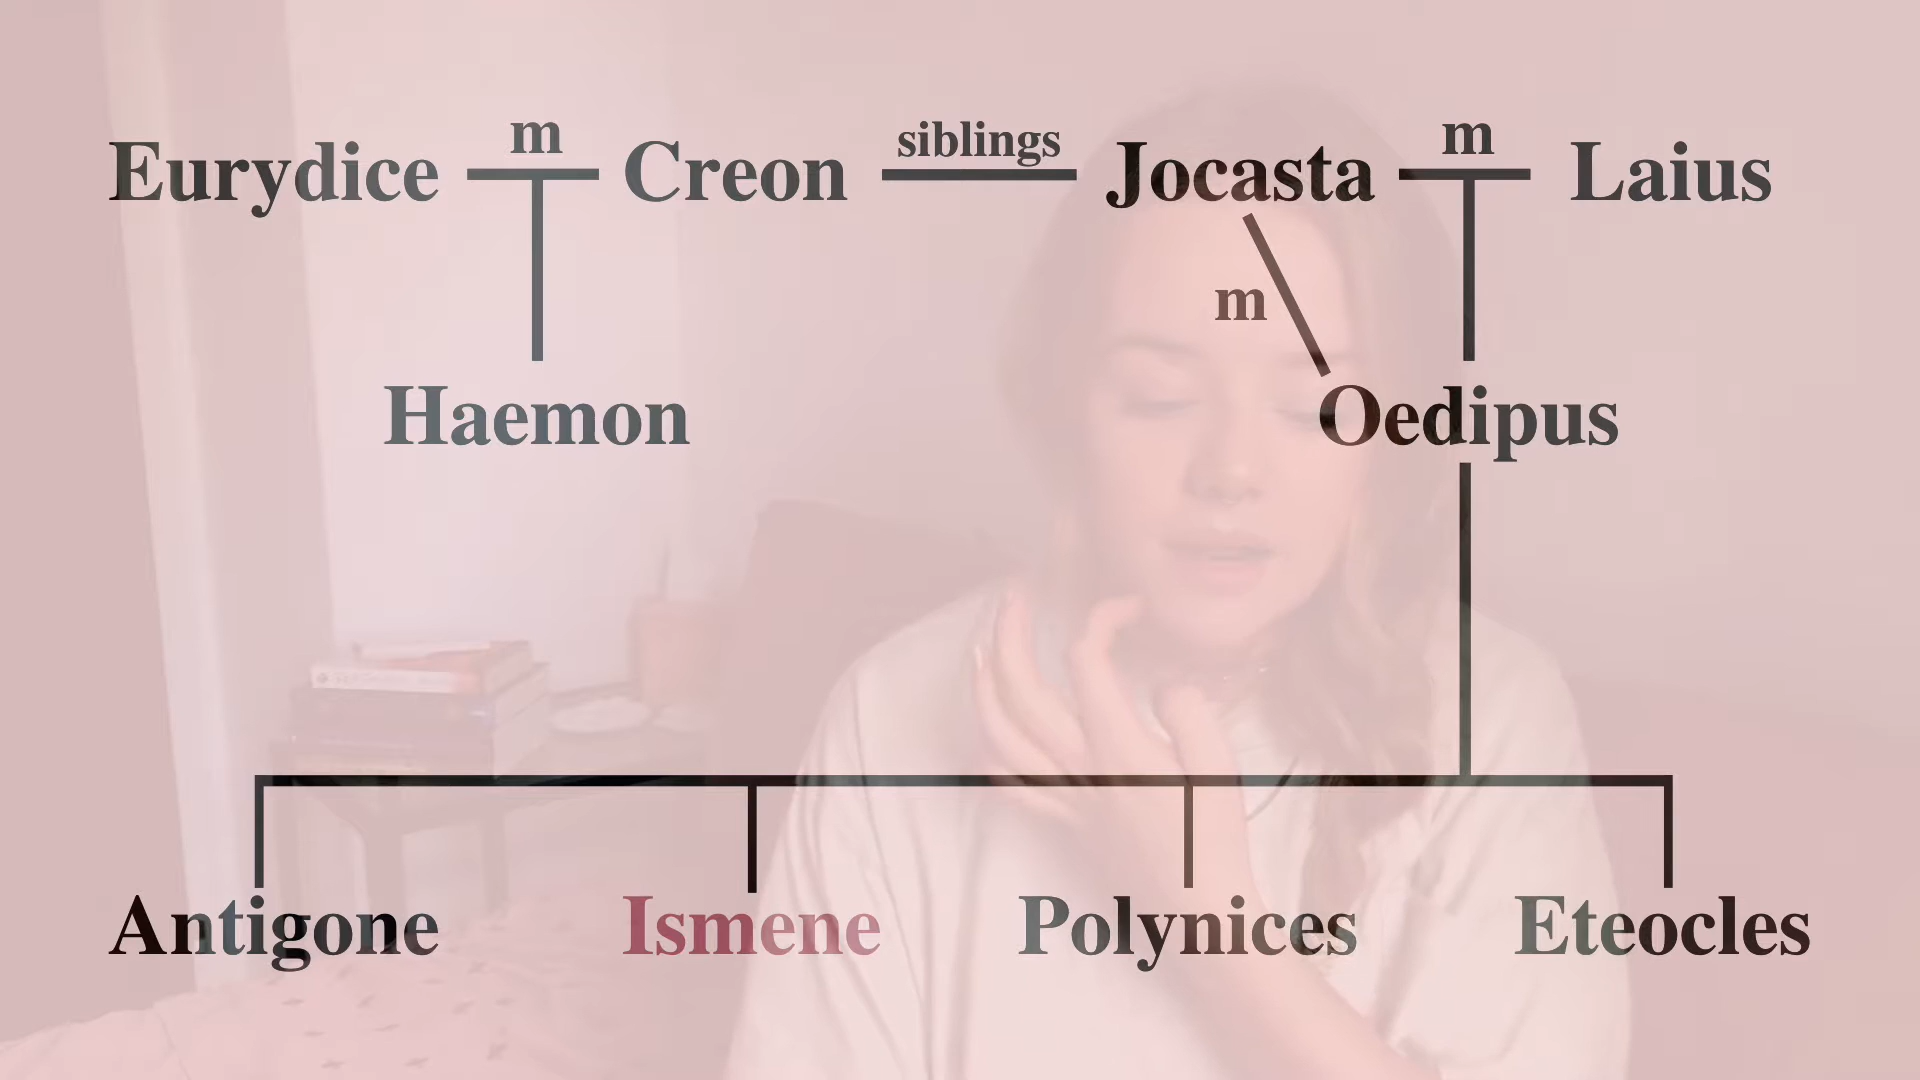 Eurydice m Creon siblings Jocasta m Laius
m
Haemon Oedipus
Antigone Ismene Polynices Eteocles